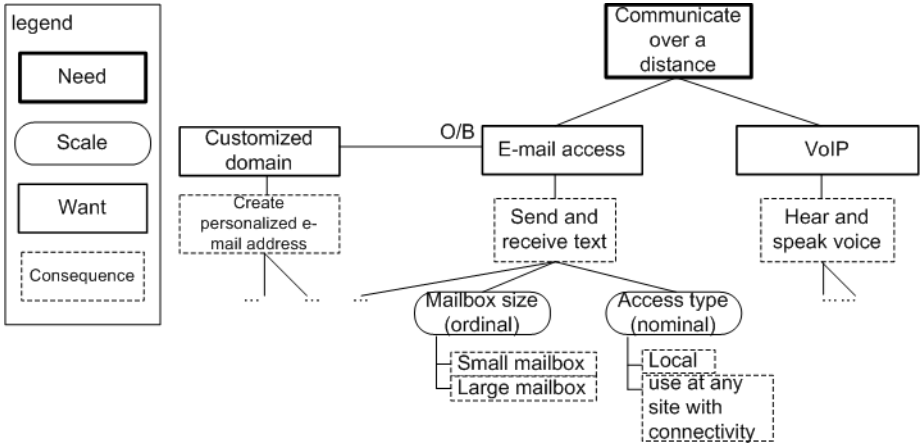 legend
Need
Scale
Want
Consequence
Communicate
over a
distance
Customized
domain
O/B
E-mail access
VoIP
Create
personalized e-
mail address
Send and
receive text
Hear and
speak voice
...
...
...
Mailbox size
(ordinal)
Access type
(nominal)
... ...
Small mailbox
Large mailbox
Local
use at any
site with
connectivity